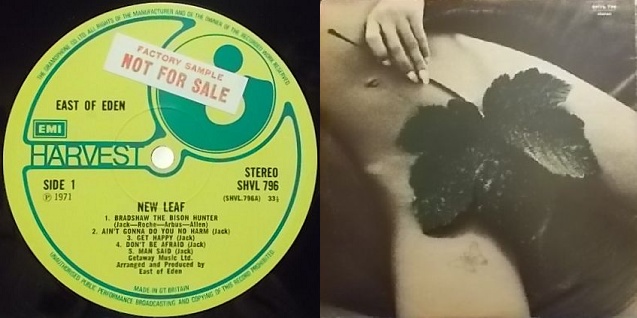 THE GRAMOPHONE CO LTD. ALL RIGHTS OF THE MANUFACTURER AND OF THE OWNER OF THE RECORDED WORK RESERVED
FACTORY SAMPLE
NOT FOR SALE
EAST OF EDEN
EMI
HARVEST
SIDE 1
℗ 1971
STEREO
SHVL 796
(SHVL.796A) 33⅓
NEW LEAF
1. BRADSHAW THE BISON HUNTER
(Jack—Roche—Arbus—Allen)
2. AIN'T GONNA DO YOU NO HARM (Jack)
3. GET HAPPY (Jack)
4. DON'T BE AFRAID (Jack)
5. MAN SAID (Jack)
Getaway Music Ltd.
Arranged and Produced by
East of Eden
MADE IN GT BRITAIN
UNAUTHORISED PUBLIC PERFORMANCE BROADCASTING AND COPYING OF THIS RECORD PROHIBITED
SHVL 796
stereo